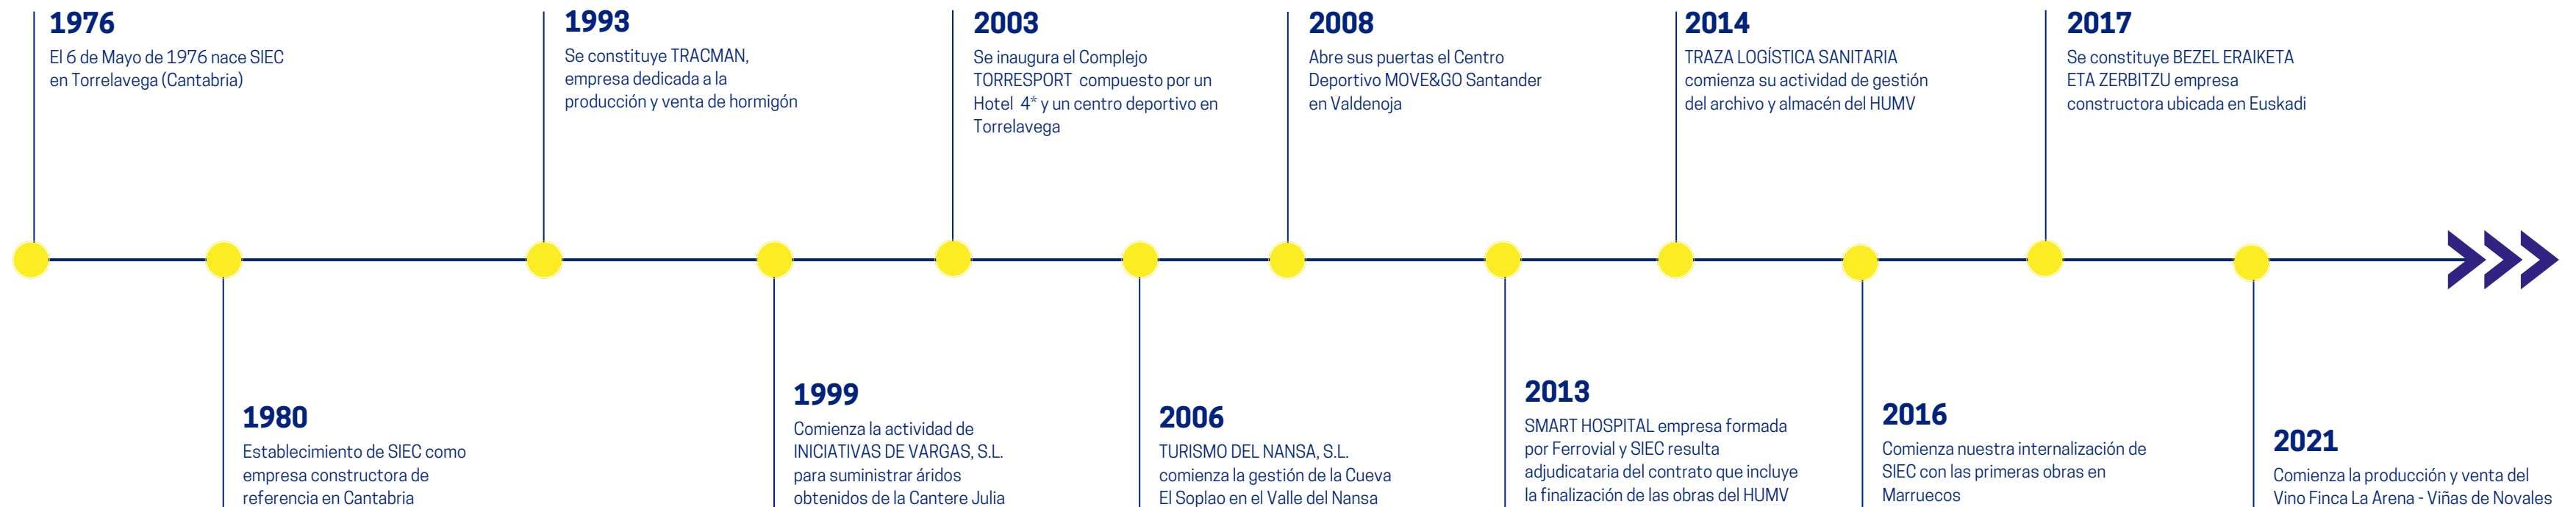 1976
El 6 de Mayo de 1976 nace SIEC
en Torrelavega (Cantabria)
1980
Establecimiento de SIEC como
empresa constructora de
referencia en Cantabria
1993
Se constituye TRACMAN,
empresa dedicada a la
producción y venta de hormigón
1999
Comienza la actividad de
INICIATIVAS DE VARGAS, S.L.
para suministrar áridos
obtenidos de la Cantere Julia
2003
Se inaugura el Complejo
TORRESPORT compuesto por un
Hotel 4* y un centro deportivo en
Torrelavega
2006
TURISMO DEL NANSA, S.L.
comienza la gestión de la Cueva
El Soplao en el Valle del Nansa
2008
Abre sus puertas el Centro
Deportivo MOVE&GO Santander
en Valdenoja
2013
SMART HOSPITAL empresa formada
por Ferrovial y SIEC resulta
adjudicataria del contrato que incluye
la finalización de las obras del HUMV
2014
TRAZA LOGÍSTICA SANITARIA
comienza su actividad de gestión
del archivo y almacén del HUMV
2016
Comienza nuestra internalización de
SIEC con las primeras obras en
Marruecos
2017
Se constituye BEZEL ERAIKETA
ETA ZERBITZU empresa
constructora ubicada en Euskadi
2021
Comienza la producción y venta del
Vino Finca La Arena - Viñas de Novales